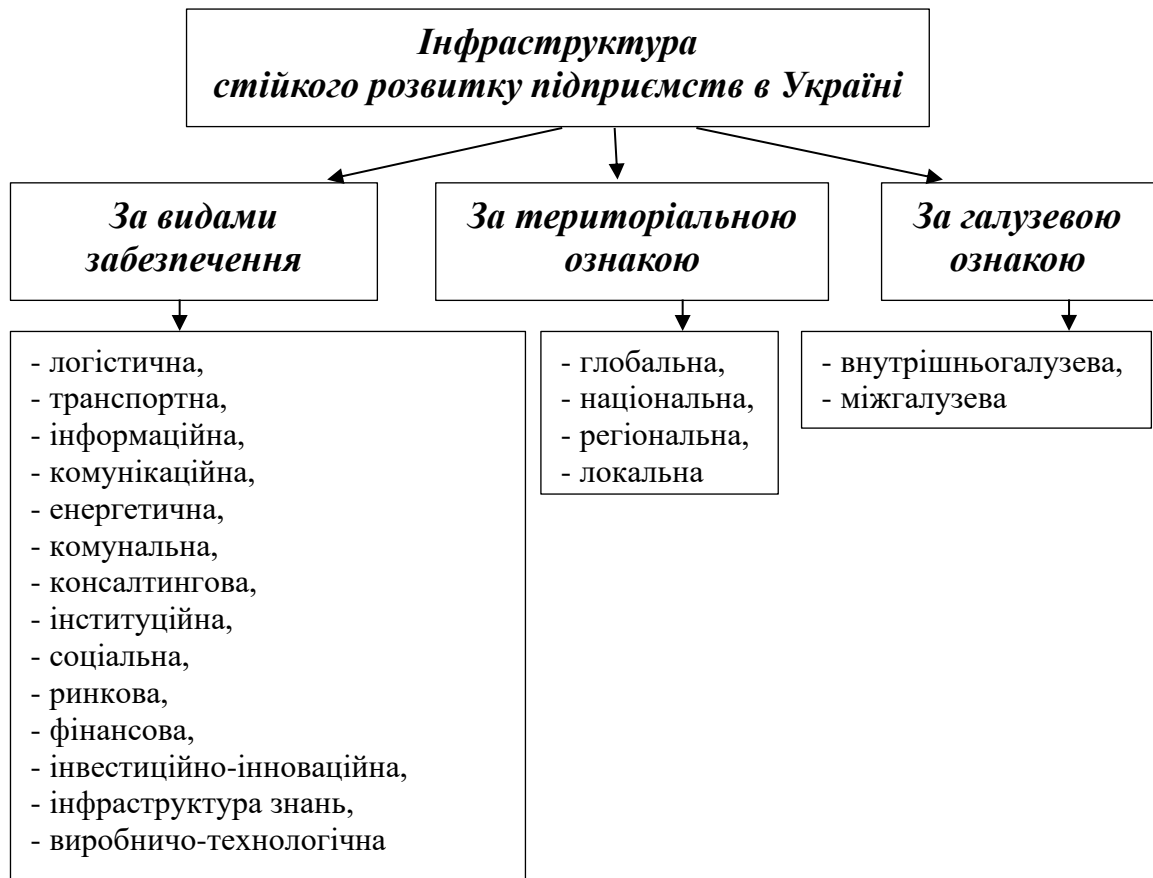 Інфраструктура
стійкого розвитку підприємств в Україні
За видами
забезпечення
За територіальною
ознакою
За галузевою
ознакою
- логістична,
- транспортна,
- інформаційна,
- комунікаційна,
- енергетична,
- комунальна,
- консалтингова,
- інституційна,
- соціальна,
- ринкова,
- фінансова,
- інвестиційно-інноваційна,
- інфраструктура знань,
- виробничо-технологічна
- глобальна,
- національна,
- регіональна,
- локальна
- внутрішньогалузева,
- міжгалузева